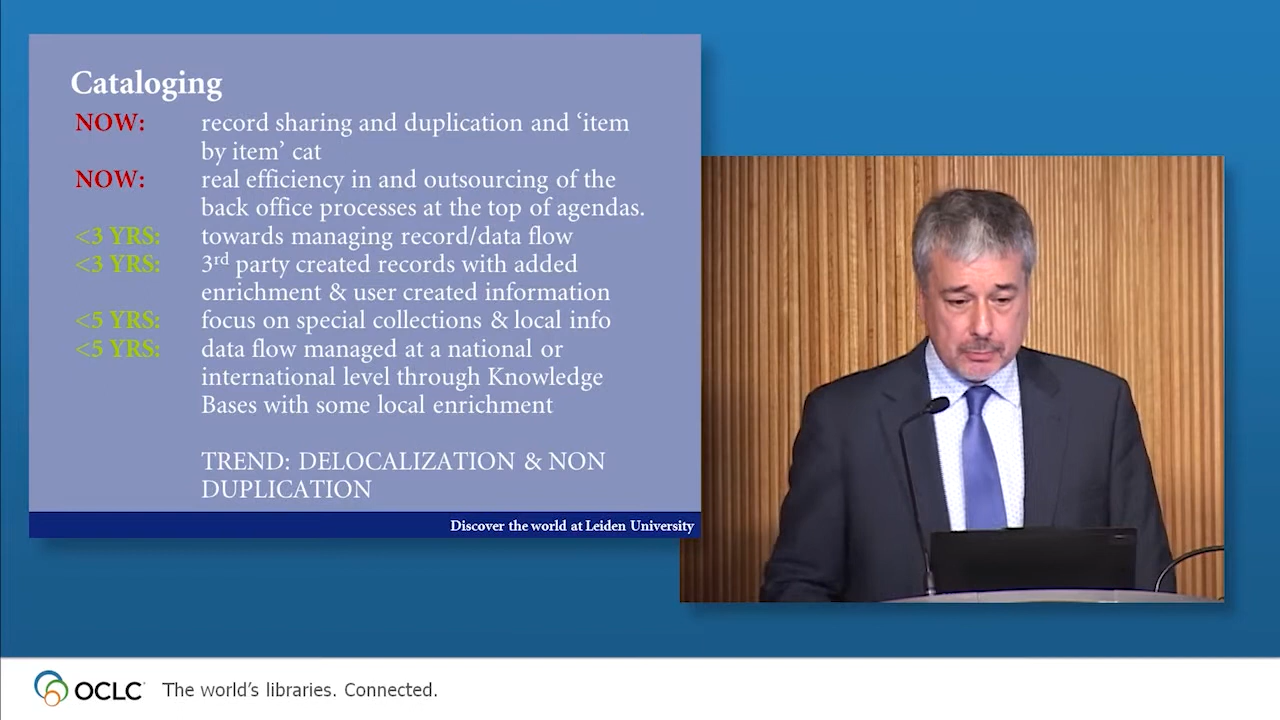 Cataloging
NOW: record sharing and duplication and ‘item
by item’ cat
NOW: real efficiency in and outsourcing of the
back office processes at the top of agendas.
<3 YRS: towards managing record/data flow
<3 YRS: 3rd party created records with added
enrichment & user created information
<5 YRS: focus on special collections & local info
<5 YRS: data flow managed at a national or
international level through Knowledge
Bases with some local enrichment
TREND: DELOCALIZATION & NON
DUPLICATION
Discover the world at Leiden University
OCLC The world’s libraries. Connected.